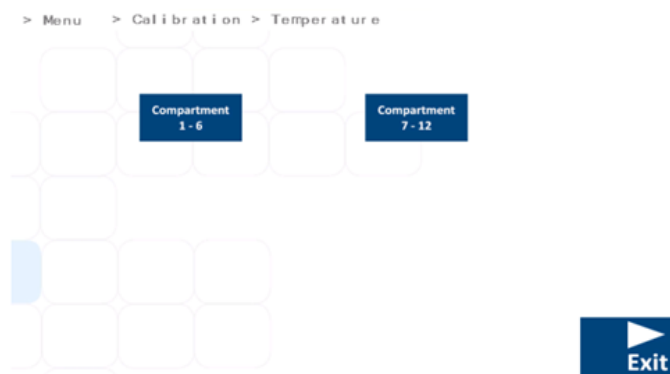 > Menu > Calibration > Temperature
Compartment
1 - 6
Compartment
7 - 12
Exit